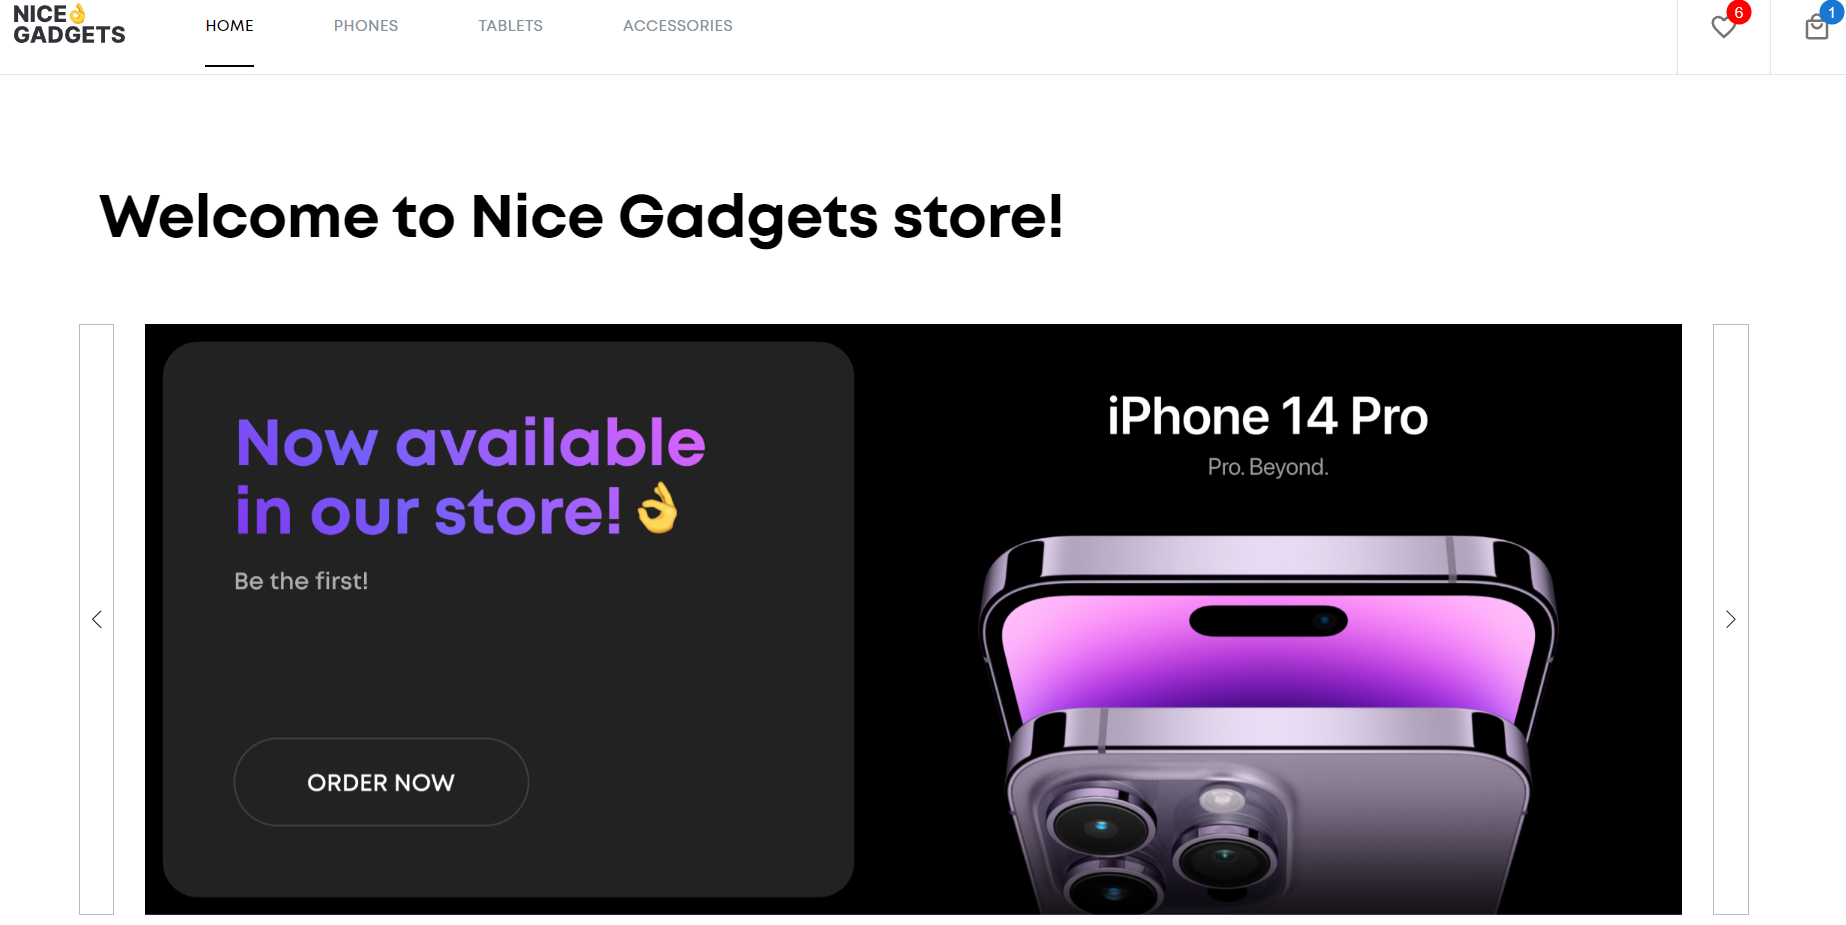 NICE👌
GADGETS
HOME
PHONES
TABLETS
ACCESSORIES
6
1
Welcome to Nice Gadgets store!
Now available
in our store!👌
Be the first!
ORDER NOW
iPhone 14 Pro
Pro. Beyond.